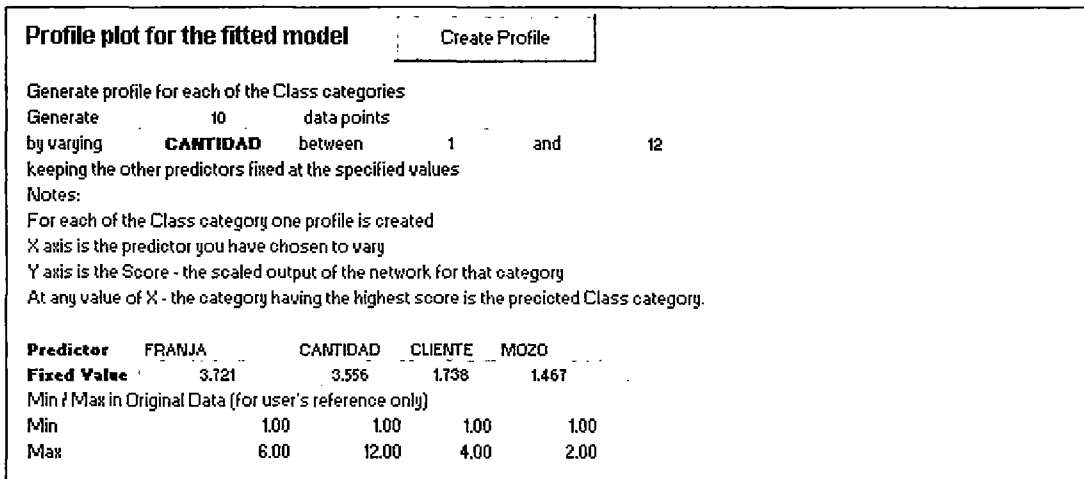 Profile plot for the fitted model Create Profile
Generate profile for each of the Class categories
Generate 10 data points
by varying CANTIDAD between 1 and 12
keeping the other predictors fixed at the specified values
Notes:
For each of the Class category one profile is created
X axis is the predictor you have chosen to vary
Y axis is the Score - the scaled output of the network for that category
At any value of X - the category having the highest score is the predicted Class category.
Predictor FRANJA CANTIDAD CLIENTE MOZO
Fixed Value 3.721 3.556 1.738 1.467
Min / Max in Original Data (for user's reference only)
Min 1.00 1.00 1.00 1.00
Max 6.00 12.00 4.00 2.00